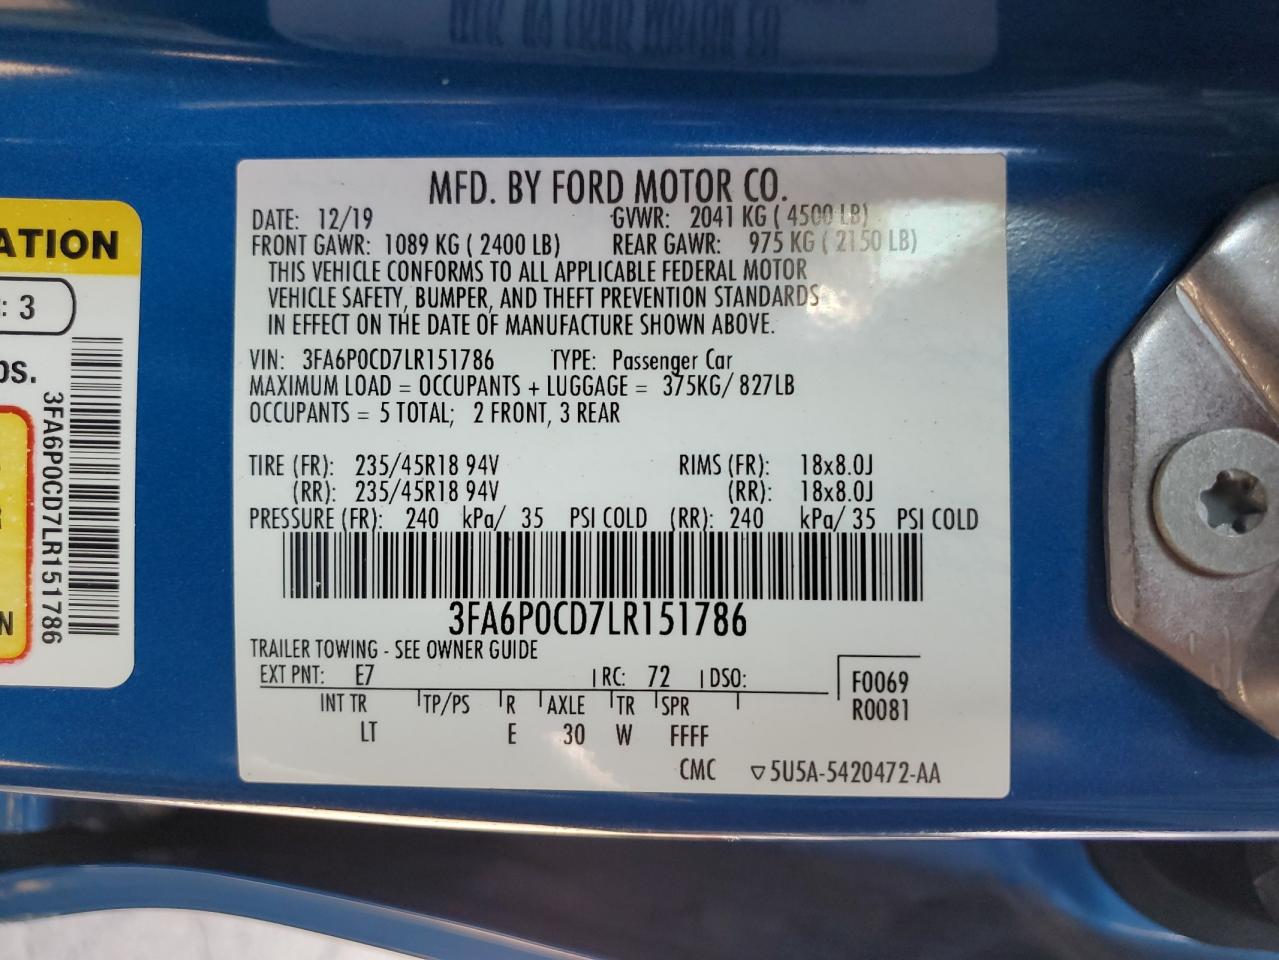 MFD. BY FORD MOTOR CO.
DATE: 12/19 GVWR: 2041 KG ( 4500 LB)
FRONT GAWR: 1089 KG ( 2400 LB) REAR GAWR: 975 KG ( 2150 LB)
THIS VEHICLE CONFORMS TO ALL APPLICABLE FEDERAL MOTOR
VEHICLE SAFETY, BUMPER, AND THEFT PREVENTION STANDARDS
IN EFFECT ON THE DATE OF MANUFACTURE SHOWN ABOVE.
VIN: 3FA6P0CD7LR151786 TYPE: Passenger Car
MAXIMUM LOAD = OCCUPANTS + LUGGAGE = 375KG/ 827LB
OCCUPANTS = 5 TOTAL; 2 FRONT, 3 REAR
TIRE (FR): 235/45R18 94V RIMS (FR): 18x8.0J
(RR): 235/45R18 94V (RR): 18x8.0J
PRESSURE (FR): 240 kPa/ 35 PSI COLD (RR): 240 kPa/ 35 PSI COLD
3FA6P0CD7LR151786
TRAILER TOWING - SEE OWNER GUIDE
EXT PNT: E7 RC: 72 DSO: F0069
INT TR TP/PS R AXLE TR SPR R0081
LT E 30 W FFFF
CMC ▽5U5A-5420472-AA
ATION
: 3
bs.
3FA6P0CD7LR151786
R
N